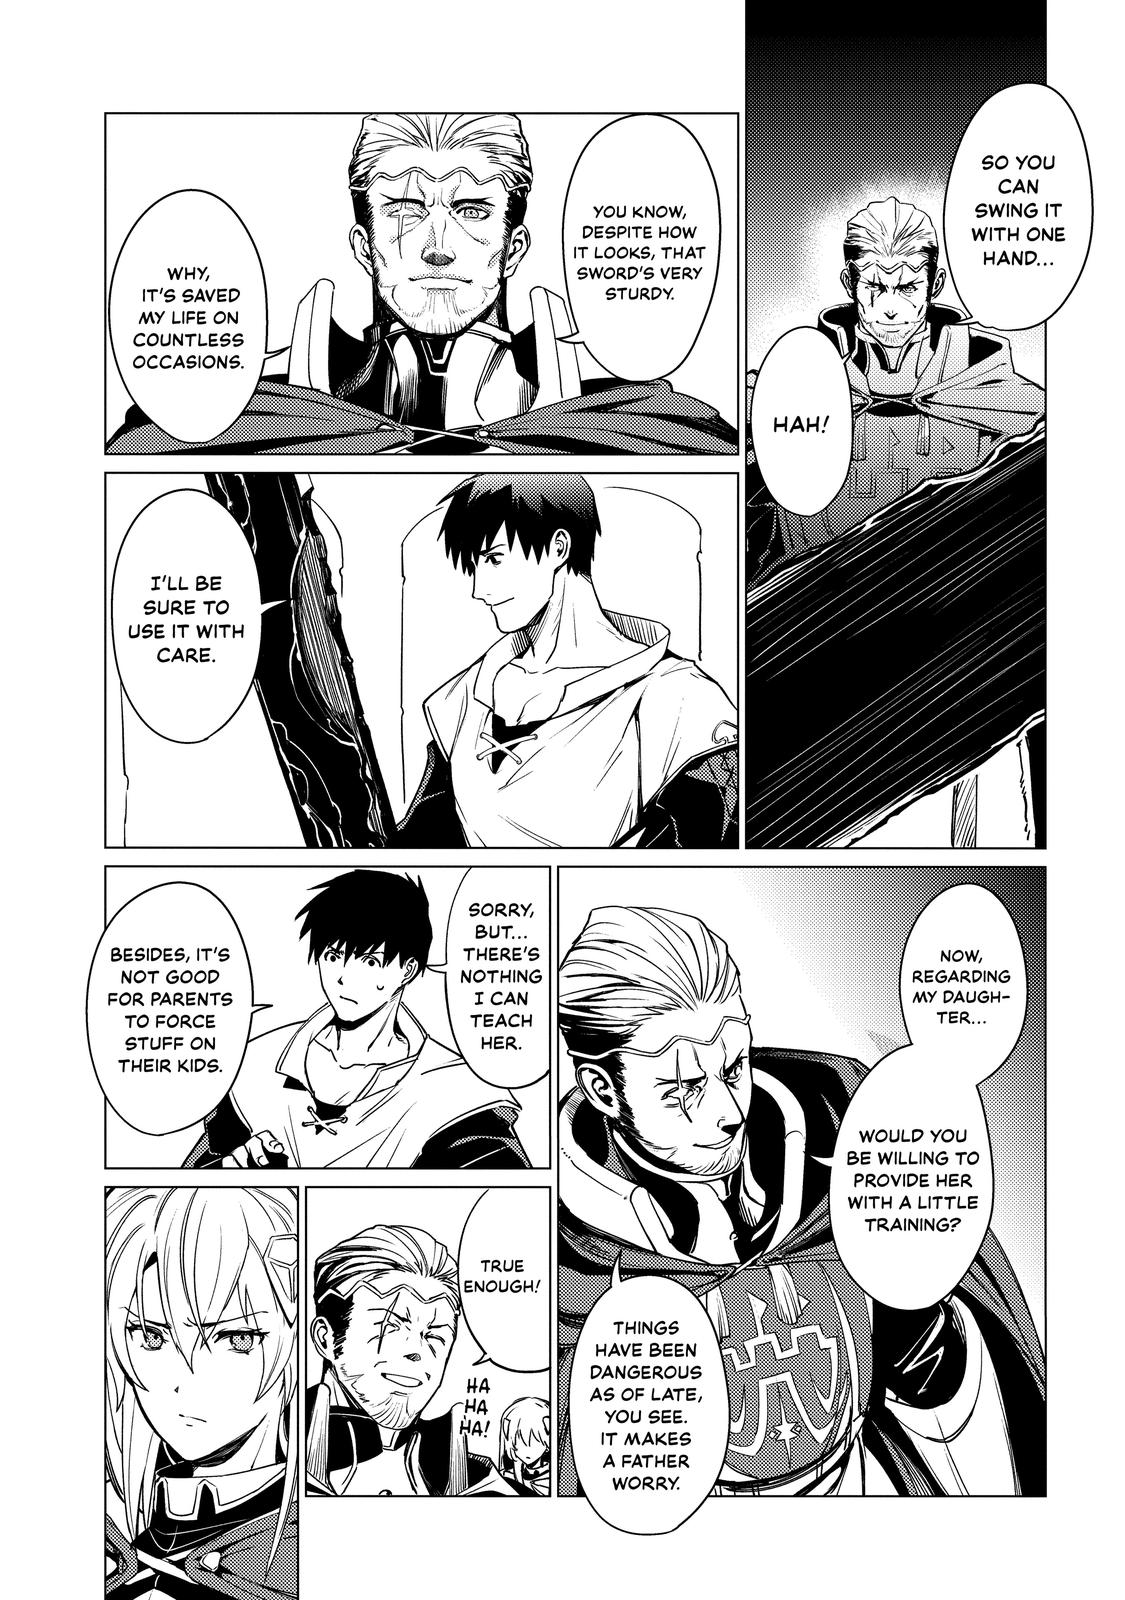 SO YOU
CAN
SWING IT
WITH ONE
HAND...
HAH!
YOU KNOW,
DESPITE HOW
IT LOOKS, THAT
SWORD'S VERY
STURDY.
WHY,
IT'S SAVED
MY LIFE ON
COUNTLESS
OCCASIONS.
I'LL BE
SURE TO
USE IT WITH
CARE.
NOW,
REGARDING
MY DAUGH-
TER...
WOULD YOU
BE WILLING TO
PROVIDE HER
WITH A LITTLE
TRAINING?
THINGS
HAVE BEEN
DANGEROUS
AS OF LATE,
YOU SEE.
IT MAKES
A FATHER
WORRY.
SORRY,
BUT...
THERE'S
NOTHING
I CAN
TEACH
HER.
BESIDES, IT'S
NOT GOOD
FOR PARENTS
TO FORCE
STUFF ON
THEIR KIDS.
TRUE
ENOUGH!
HA
HA
HA!